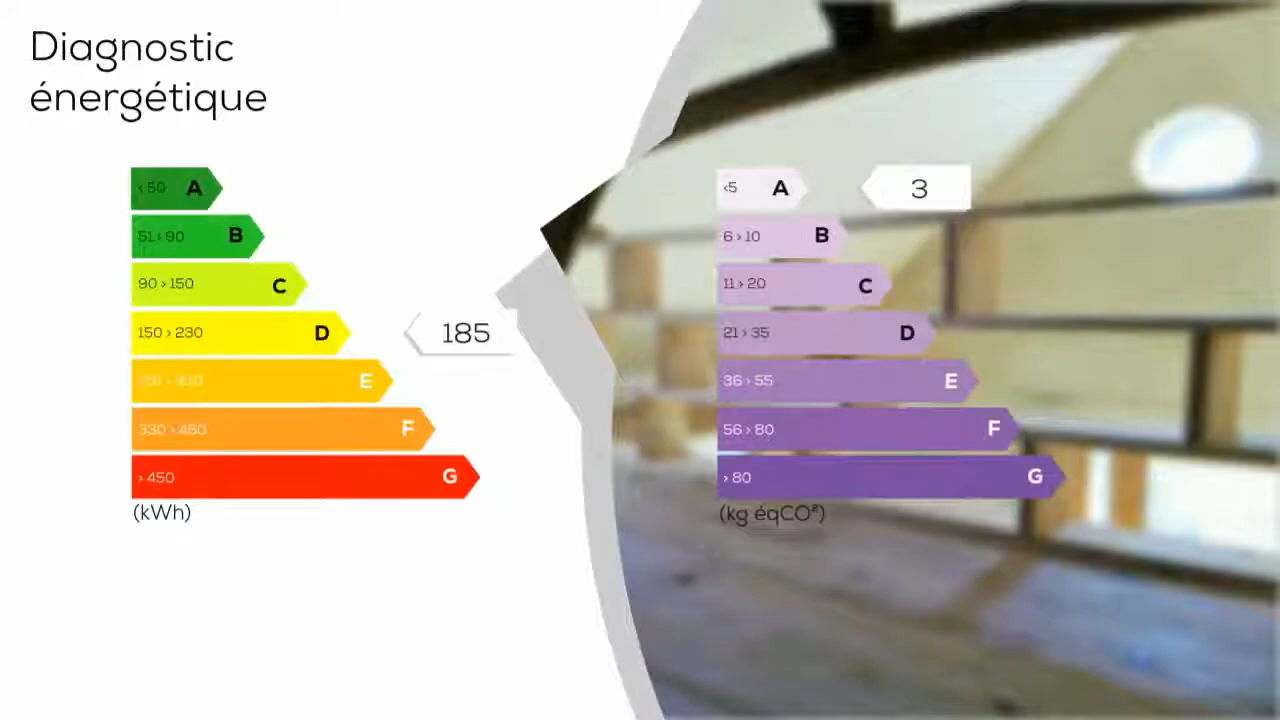 Diagnostic
énergétique
< 50 A
51 > 90 B
90 > 150 C
150 > 230 D
185
E
330 > 450 F
> 450 G
(kWh)
<5 A
3
6 > 10 B
11 > 20 C
21 > 35 D
36 > 55 E
56 > 80 F
> 80 G
(kg éqCO²)